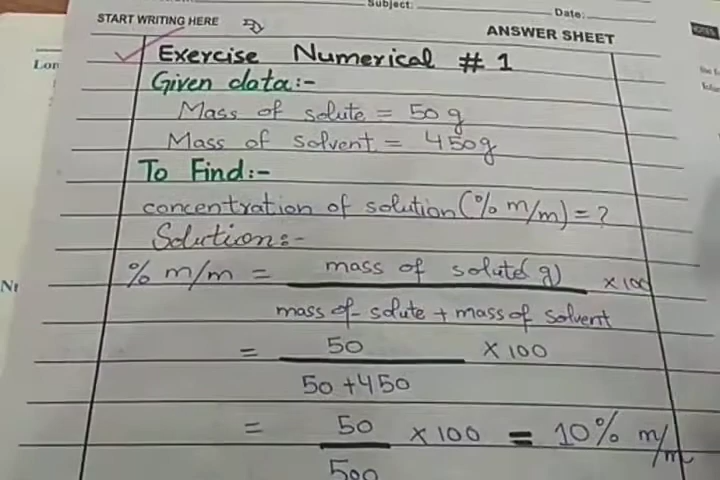 Subject:
Date:
START WRITING HERE
ANSWER SHEET
Exercise Numerical # 1
Given data:-
Mass of solute = 50 g
Mass of solvent = 450g
To Find:-
concentration of solution (% m/m) = ?
Solution:-
% m/m = mass of solute(g) × 100
mass of solute + mass of solvent
= 50 × 100
50 + 450
= 50 × 100 = 10% m/m
500